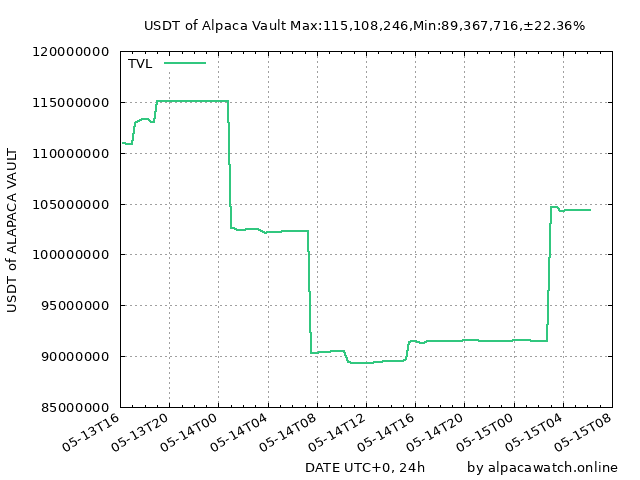 USDT of Alpaca Vault Max:115,108,246,Min:89,367,716,±22.36%
120000000
TVL
115000000
110000000
105000000
100000000
95000000
90000000
85000000
USDT of ALAPACA VAULT
05-13T16
05-13T20
05-14T00
05-14T04
05-14T08
05-14T12
05-14T16
05-14T20
05-15T00
05-15T04
05-15T08
DATE UTC+0, 24h
by alpacawatch.online